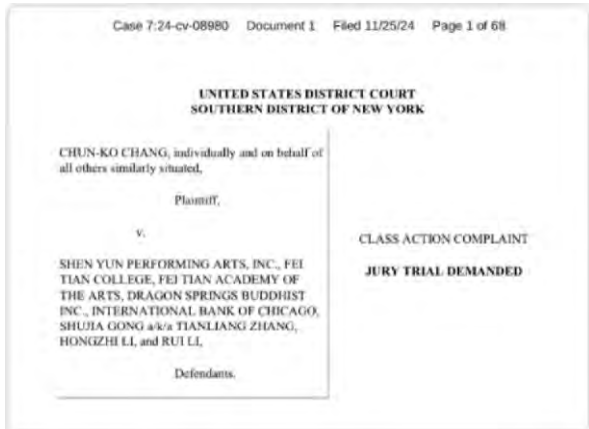 Case 7:24-cv-08980 Document 1 Filed 11/25/24 Page 1 of 68
UNITED STATES DISTRICT COURT
SOUTHERN DISTRICT OF NEW YORK
CHUN-KO CHANG, individually and on behalf of
all others similarly situated,
Plaintiff,
v.
SHEN YUN PERFORMING ARTS, INC., FEI
TIAN COLLEGE, FEI TIAN ACADEMY OF
THE ARTS, DRAGON SPRINGS BUDDHIST
INC., INTERNATIONAL BANK OF CHICAGO,
SHUJIA GONG a/k/a TIANLIANG ZHANG,
HONGZHI LI, and RUI LI,
Defendants.
CLASS ACTION COMPLAINT
JURY TRIAL DEMANDED